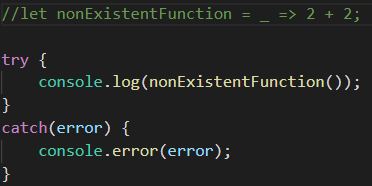 //let nonExistentFunction = _ => 2 + 2;
try {
    console.log(nonExistentFunction());
}
catch(error) {
    console.error(error);
}